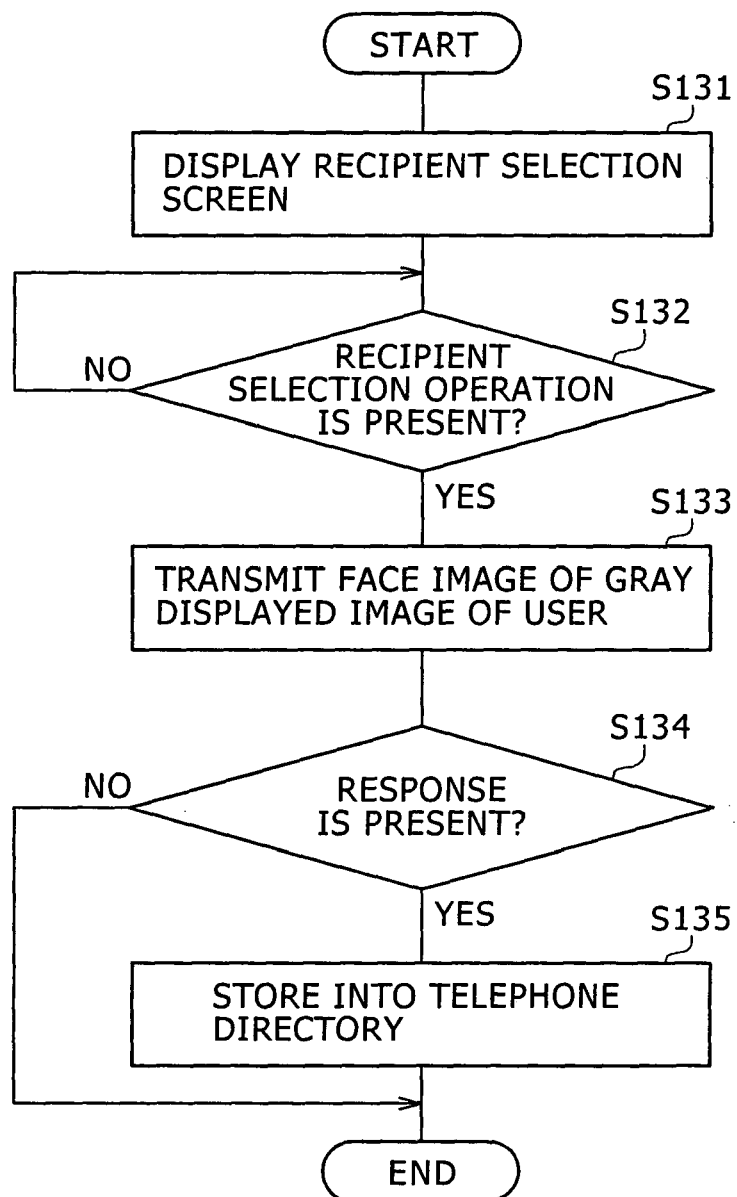 START
S131
DISPLAY RECIPIENT SELECTION
SCREEN
S132
NO
RECIPIENT
SELECTION OPERATION
IS PRESENT?
YES
S133
TRANSMIT FACE IMAGE OF GRAY
DISPLAYED IMAGE OF USER
S134
NO
RESPONSE
IS PRESENT?
YES
S135
STORE INTO TELEPHONE
DIRECTORY
END